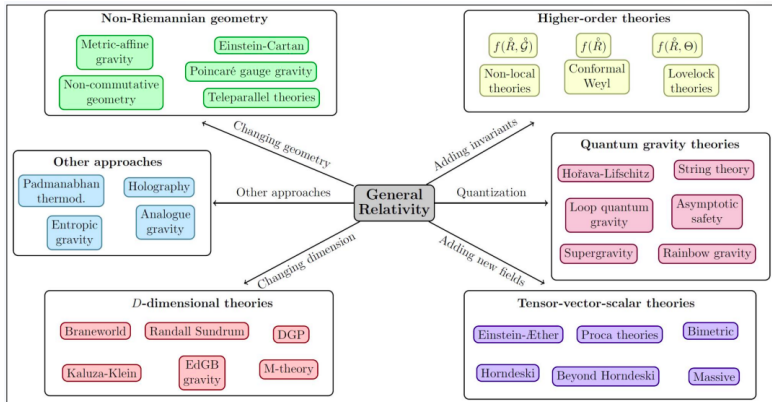 Non-Riemannian geometry
Metric-affine
gravity
Einstein-Cartan
Poincaré gauge gravity
Non-commutative
geometry
Teleparallel theories
Higher-order theories
f(R̊, 𝒢̊)
f(R̊)
f(R̊, Θ)
Non-local
theories
Conformal
Weyl
Lovelock
theories
Changing geometry
Adding invariants
Other approaches
Padmanabhan
thermod.
Holography
Entropic
gravity
Analogue
gravity
Other approaches
General
Relativity
Quantization
Quantum gravity theories
Hořava-Lifschitz
String theory
Loop quantum
gravity
Asymptotic
safety
Supergravity
Rainbow gravity
Changing dimension
Adding new fields
D-dimensional theories
Braneworld
Randall Sundrum
DGP
Kaluza-Klein
EdGB
gravity
M-theory
Tensor-vector-scalar theories
Einstein-Æther
Proca theories
Bimetric
Horndeski
Beyond Horndeski
Massive